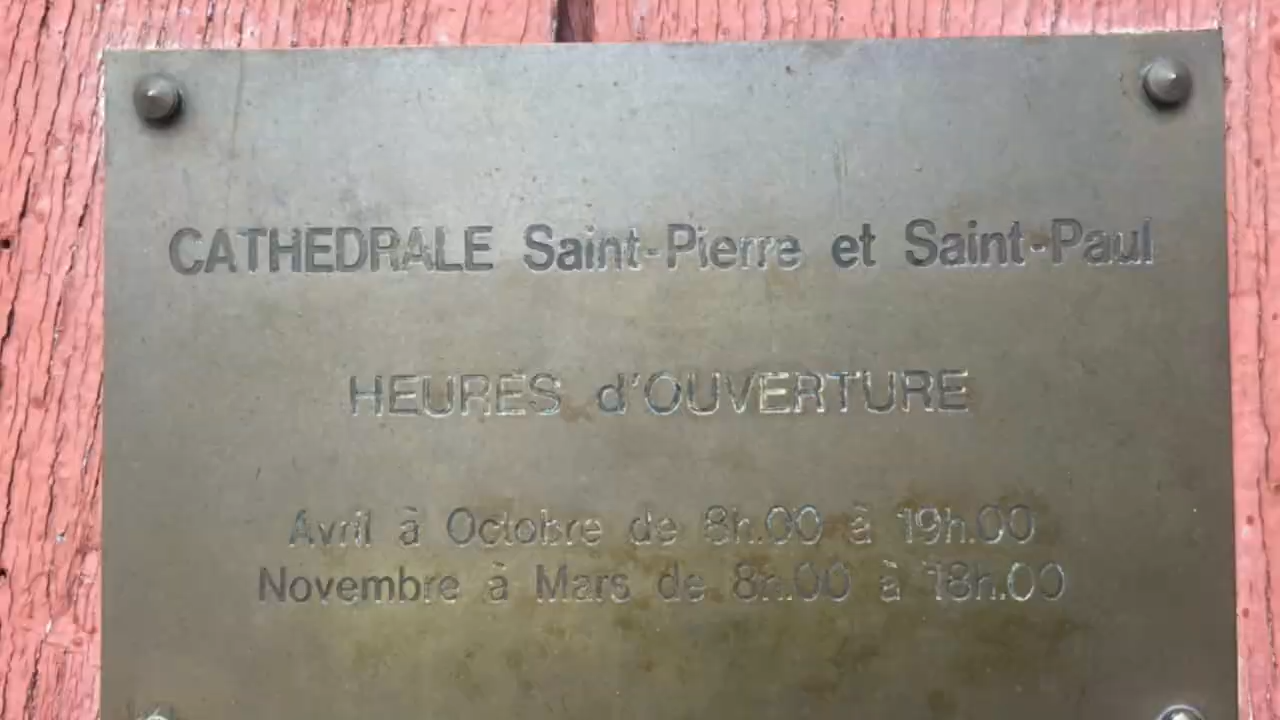 CATHEDRALE Saint-Pierre et Saint-Paul
HEURES d'OUVERTURE
Avril à Octobre de 8h.00 à 19h.00
Novembre à Mars de 8h.00 à 18h.00